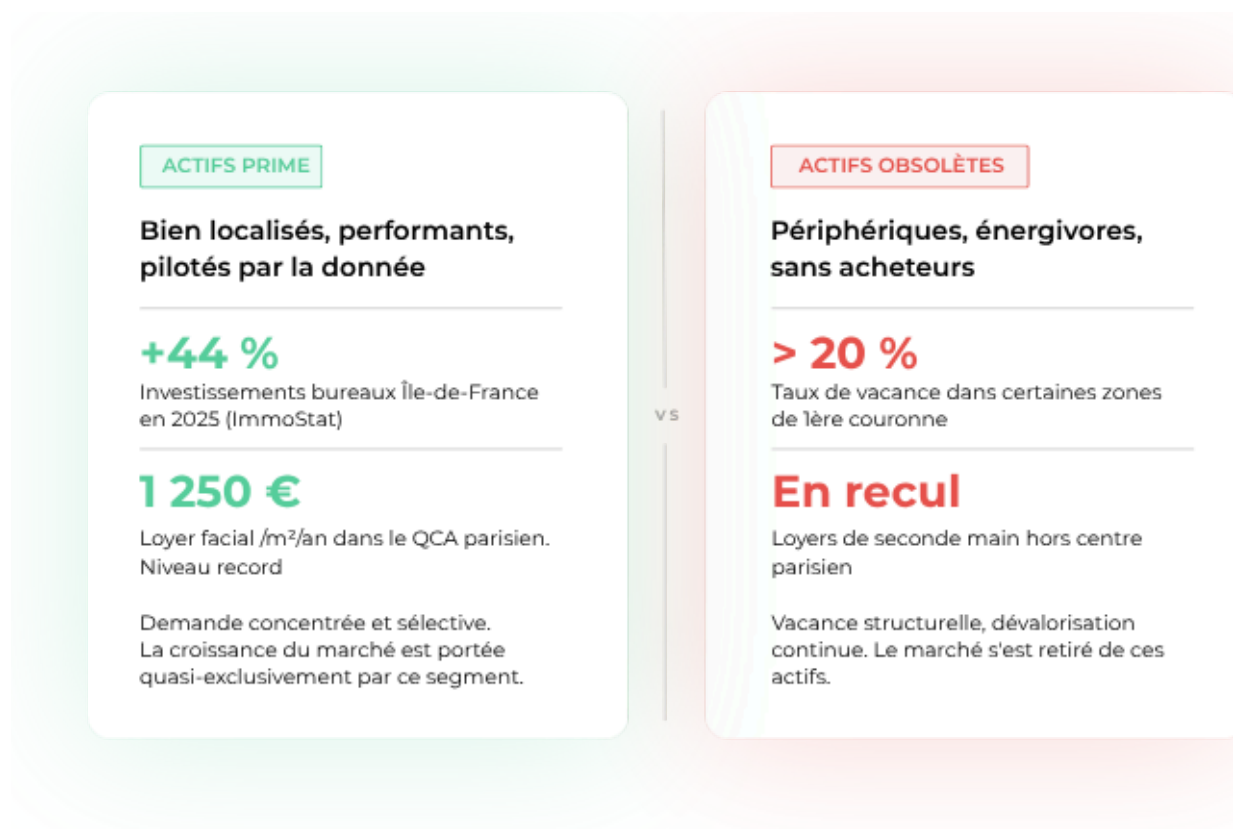 ACTIFS PRIME
Bien localisés, performants,
pilotés par la donnée
+44 %
Investissements bureaux Île-de-France
en 2025 (ImmoStat)
1 250 €
Loyer facial /m²/an dans le QCA parisien.
Niveau record
Demande concentrée et sélective.
La croissance du marché est portée
quasi-exclusivement par ce segment.
vs
ACTIFS OBSOLÈTES
Périphériques, énergivores,
sans acheteurs
> 20 %
Taux de vacance dans certaines zones
de 1ère couronne
En recul
Loyers de seconde main hors centre
parisien
Vacance structurelle, dévalorisation
continue. Le marché s'est retiré de ces
actifs.